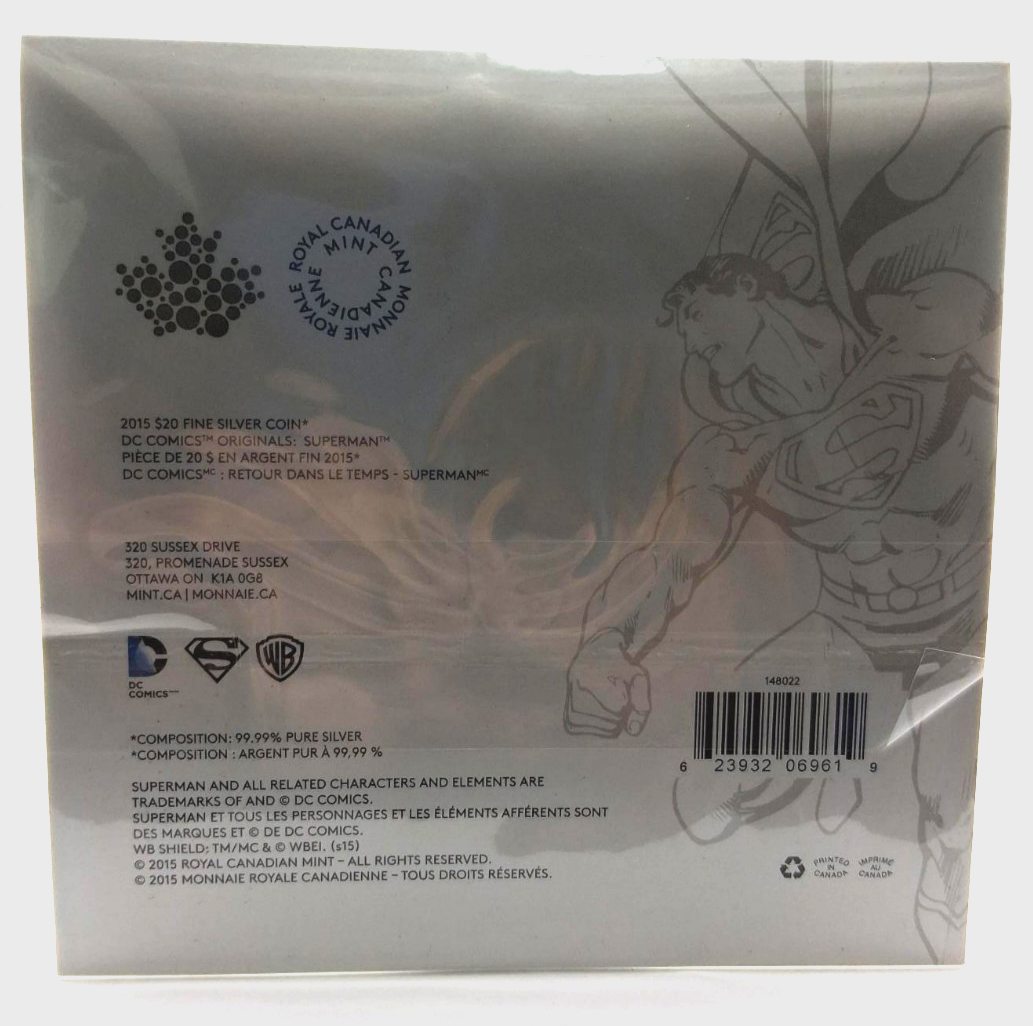 ROYAL CANADIAN MINT
MONNAIE ROYALE CANADIENNE
2015 $20 FINE SILVER COIN*
DC COMICS™ ORIGINALS: SUPERMAN™
PIÈCE DE 20 $ EN ARGENT FIN 2015*
DC COMICSᴹᶜ : RETOUR DANS LE TEMPS – SUPERMANᴹᶜ
320 SUSSEX DRIVE
320, PROMENADE SUSSEX
OTTAWA ON K1A 0G8
MINT.CA | MONNAIE.CA
DC
S
WB
DC
COMICS™
*COMPOSITION: 99.99% PURE SILVER
*COMPOSITION : ARGENT PUR À 99,99 %
SUPERMAN AND ALL RELATED CHARACTERS AND ELEMENTS ARE
TRADEMARKS OF AND © DC COMICS.
SUPERMAN ET TOUS LES PERSONNAGES ET LES ÉLÉMENTS AFFÉRENTS SONT
DES MARQUES ET © DE DC COMICS.
WB SHIELD: TM/MC & © WBEI. (s15)
© 2015 ROYAL CANADIAN MINT – ALL RIGHTS RESERVED.
© 2015 MONNAIE ROYALE CANADIENNE – TOUS DROITS RÉSERVÉS.
148022
6 23932 06961 9
PRINTED IN CANADA
IMPRIMÉ AU CANADA